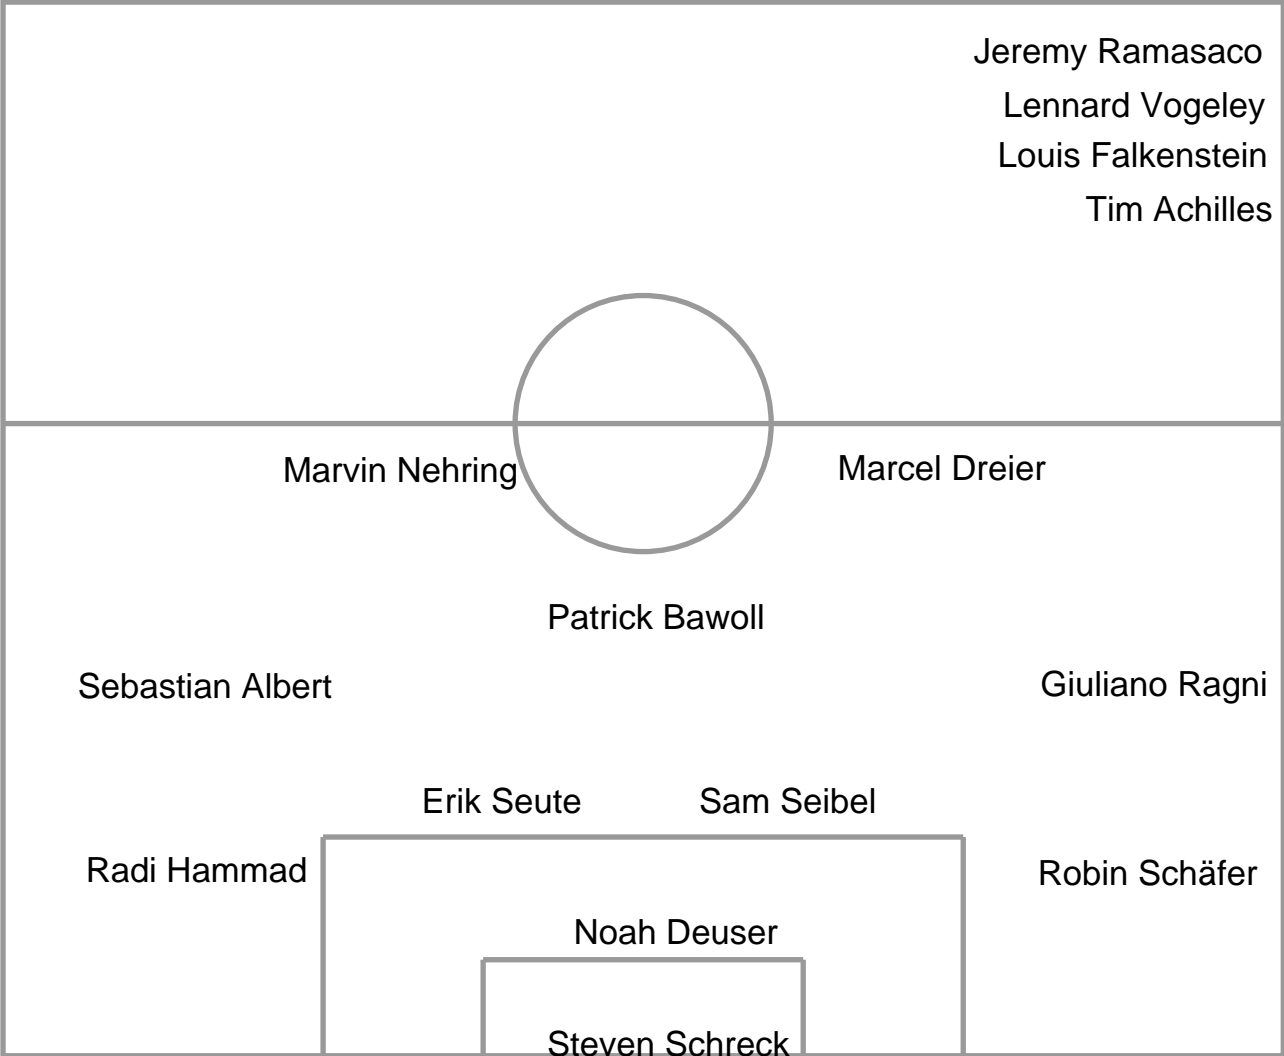 Jeremy Ramasaco
Lennard Vogeley
Louis Falkenstein
Tim Achilles
Marvin Nehring
Marcel Dreier
Patrick Bawoll
Sebastian Albert
Giuliano Ragni
Erik Seute
Sam Seibel
Radi Hammad
Robin Schäfer
Noah Deuser
Steven Schreck